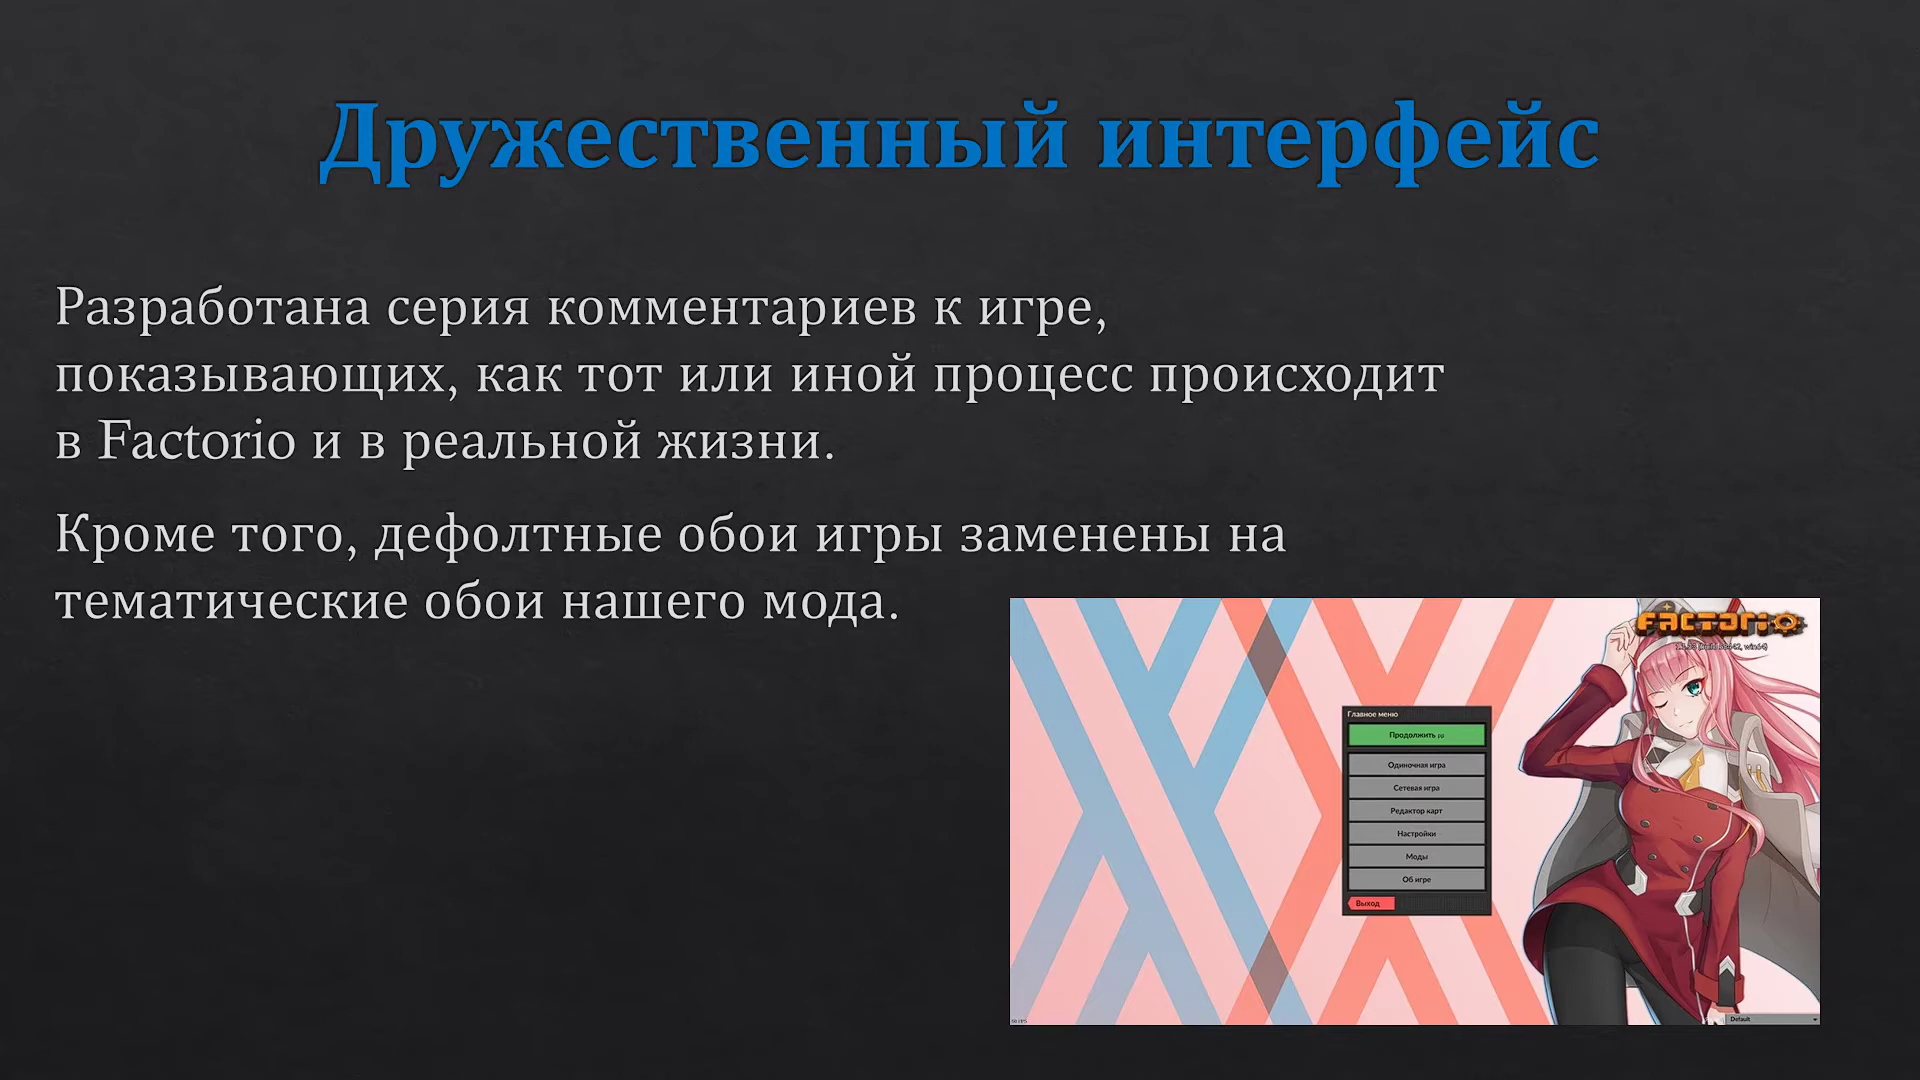 Дружественный интерфейс
Разработана серия комментариев к игре,
показывающих, как тот или иной процесс происходит
в Factorio и в реальной жизни.
Кроме того, дефолтные обои игры заменены на
тематические обои нашего мода.
FACTORIO
Главное меню
Продолжить
Одиночная игра
Сетевая игра
Редактор карт
Настройки
Моды
Об игре
Выход
Default